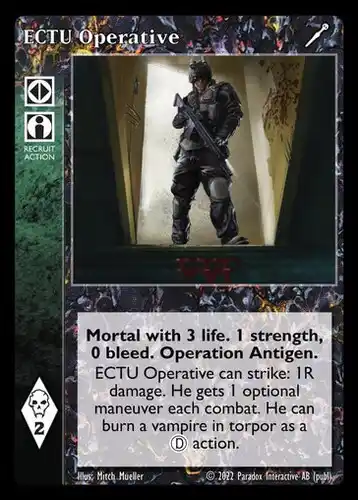 ECTU Operative
RECRUIT
ACTION
Mortal with 3 life. 1 strength,
0 bleed. Operation Antigen.
ECTU Operative can strike: 1R
damage. He gets 1 optional
maneuver each combat. He can
burn a vampire in torpor as a
Ⓓ action.
2
Illus: Mitch Mueller © 2022 Paradox Interactive AB (publ)